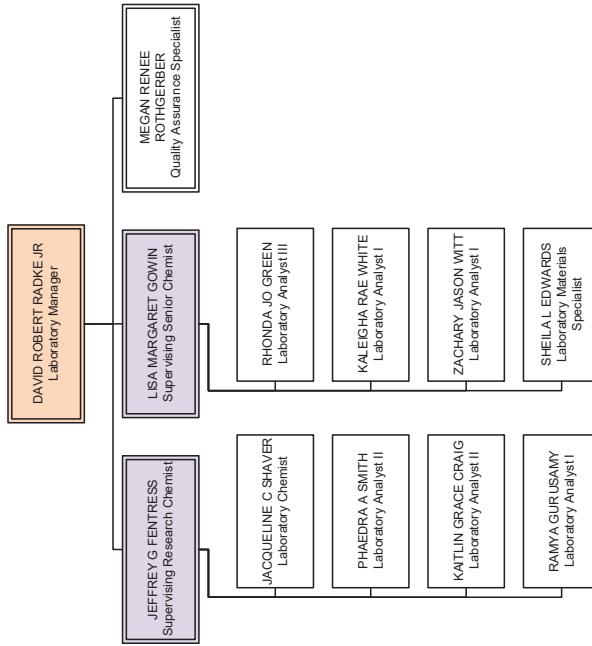 DAVID ROBERT RADKE JR
Laboratory Manager
JEFFREY G FENTRESS
Supervising Research Chemist
LISA MARGARET GOWIN
Supervising Senior Chemist
MEGAN RENEE
ROTHGERBER
Quality Assurance Specialist
JACQUELINE C SHAVER
Laboratory Chemist
PHAEDRA A SMITH
Laboratory Analyst II
KAITLIN GRACE CRAIG
Laboratory Analyst II
RAMYA GURUSAMY
Laboratory Analyst I
RHONDA JO GREEN
Laboratory Analyst III
KALEIGHA RAE WHITE
Laboratory Analyst I
ZACHARY JASON WITT
Laboratory Analyst I
SHEILA L EDWARDS
Laboratory Materials
Specialist